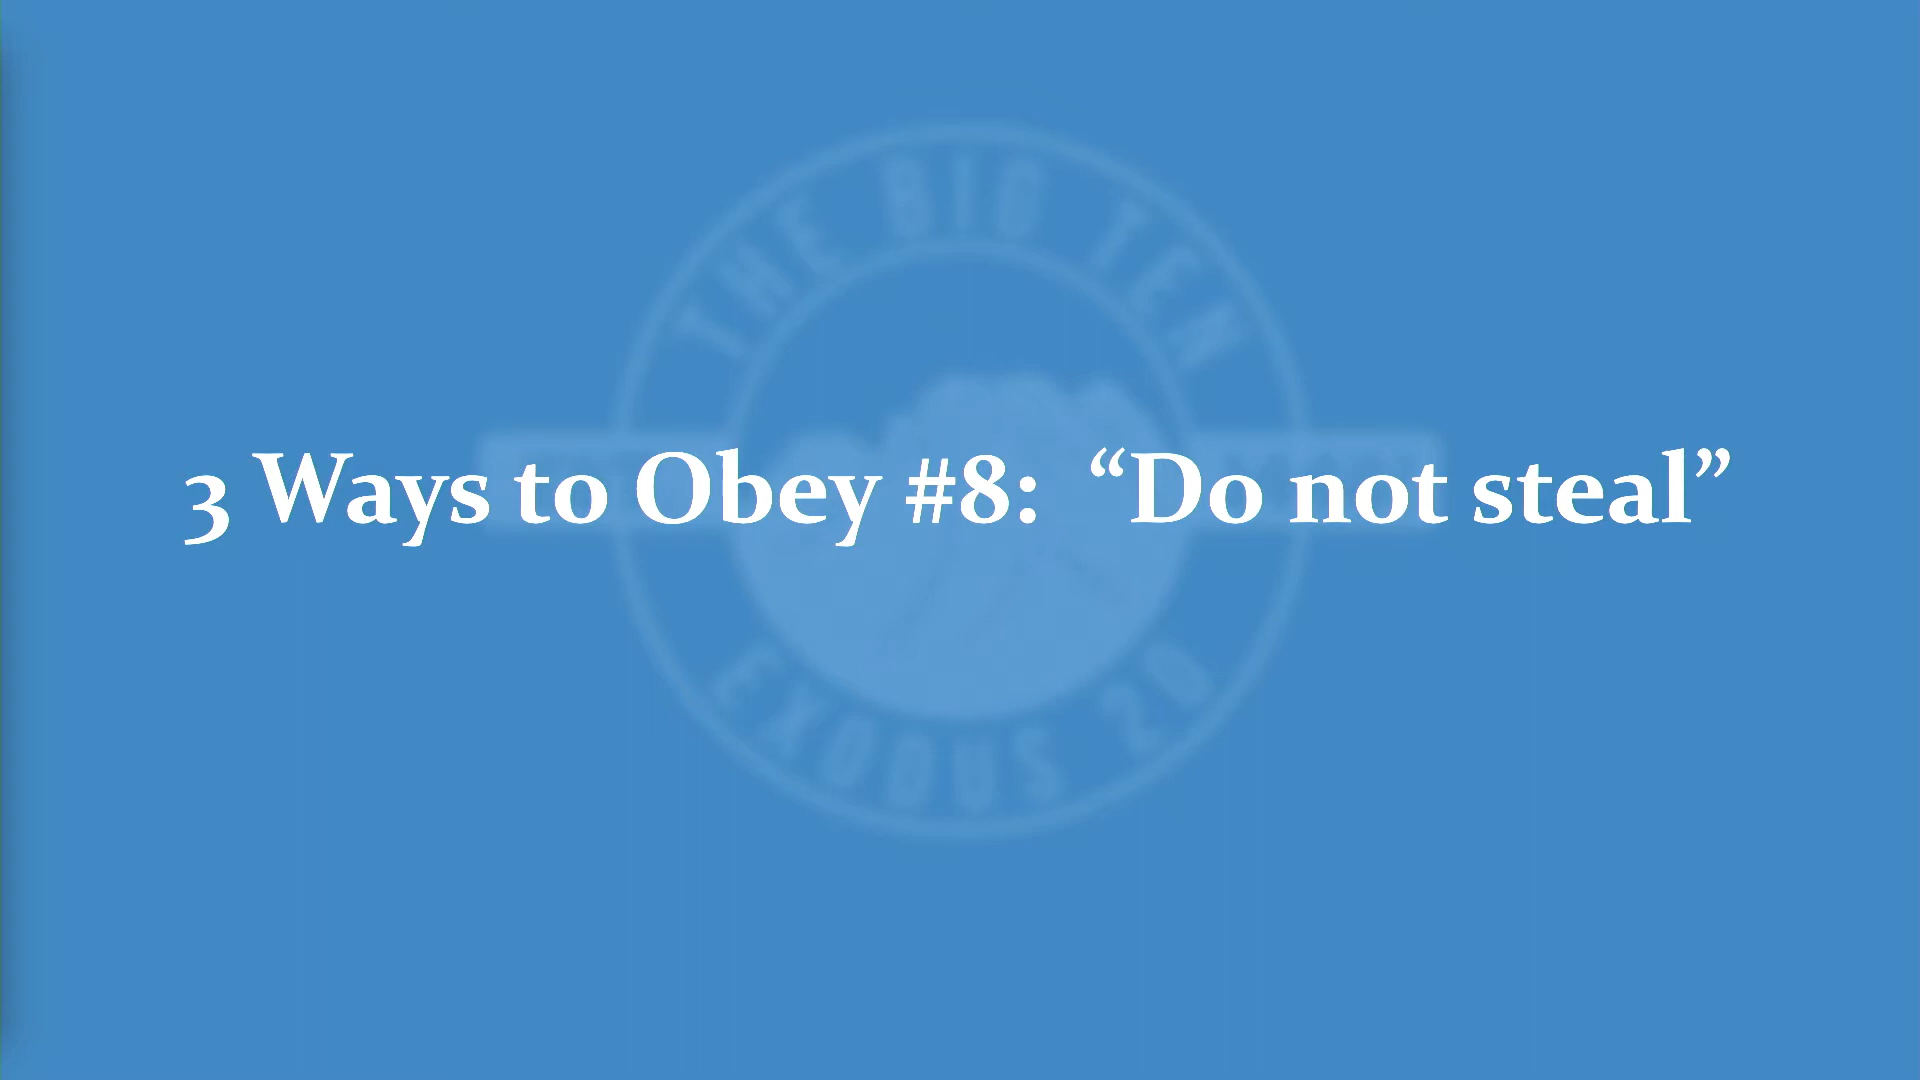 THE BIG TEN
3 Ways to Obey #8:  “Do not steal”
EXODUS 20